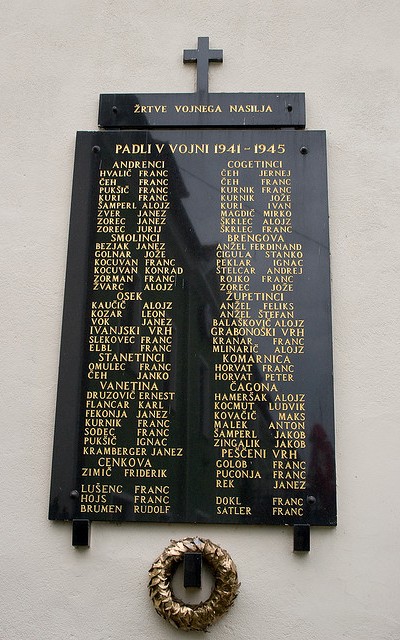 ŽRTVE VOJNEGA NASILJA
PADLI V VOJNI 1941-1945
ANDRENCI
HVALIČ FRANC
ČEH FRANC
PUKŠIČ FRANC
KURI FRANC
ŠAMPERL ALOJZ
ZVER JANEZ
ZOREC JANEZ
ZOREC JURIJ
SMOLINCI
BEZJAK JANEZ
GOLNAR JOŽE
KOCUVAN FRANC
KOCUVAN KONRAD
ZORMAN FRANC
ŽVARC ALOJZ
OSEK
KAUČIČ ALOJZ
KOZAR LEON
VOK JANEZ
IVANJSKI VRH
SLEKOVEC FRANC
ELBL FRANC
STANETINCI
OMULEC FRANC
ČEH JANKO
VANETINA
DRUZOVIČ ERNEST
FLANCAR KARL
FEKONJA JANEZ
KURNIK FRANC
SODEC FRANC
PUKŠIČ IGNAC
KRAMBERGER JANEZ
CENKOVA
ZIMIČ FRIDERIK
LUŠENC FRANC
HOJS FRANC
BRUMEN RUDOLF
COGETINCI
ČEH JERNEJ
ČEH FRANC
KURNIK FRANC
KURNIK JOŽE
KURI IVAN
MAGDIČ MIRKO
ŠKRLEC ALOJZ
ŠKRLEC FRANC
BRENGOVA
ANŽEL FERDINAND
CIGULA STANKO
PEKLAR IGNAC
ŠTELCAR ANDREJ
ROJKO FRANC
ZOREC JOŽE
ŽUPETINCI
ANŽEL FELIKS
ANŽEL ŠTEFAN
BALAŠKOVIČ ALOJZ
GRABONOŠKI VRH
KRANAR FRANC
MLINARIČ ALOJZ
KOMARNICA
HORVAT FRANC
HORVAT PETER
ČAGONA
HAMERŠAK ALOJZ
KOCMUT LUDVIK
KOVAČIČ MAKS
MALEK ANTON
ŠAMPERL JAKOB
ZINGALIK JAKOB
PEŠČENI VRH
GOLOB FRANC
PUCONJA FRANC
REK JANEZ
DOKL FRANC
SATLER FRANC